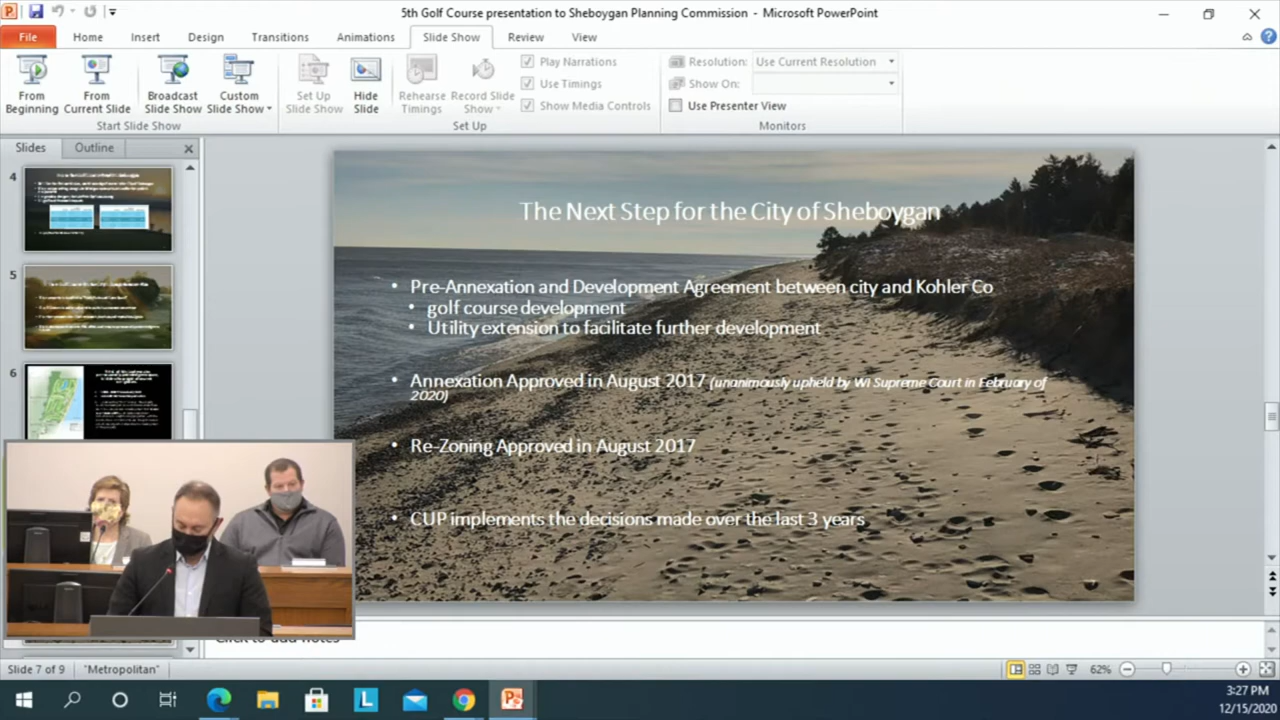 5th Golf Course presentation to Sheboygan Planning Commission - Microsoft PowerPoint
File Home Insert Design Transitions Animations Slide Show Review View
From Beginning
From Current Slide
Broadcast Slide Show
Custom Slide Show
Set Up Slide Show
Hide Slide
Rehearse Timings
Record Slide Show
Play Narrations
Use Timings
Show Media Controls
Resolution: Use Current Resolution
Show On:
Use Presenter View
Start Slide Show
Set Up
Monitors
Slides Outline
4
5
6
The Next Step for the City of Sheboygan
• Pre-Annexation and Development Agreement between city and Kohler Co
• golf course development
• Utility extension to facilitate further development
• Annexation Approved in August 2017 (unanimously upheld by WI Supreme Court in February of
2020)
• Re-Zoning Approved in August 2017
• CUP implements the decisions made over the last 3 years
Click to add notes
Slide 7 of 9 "Metropolitan" 62%
3:27 PM
12/15/2020